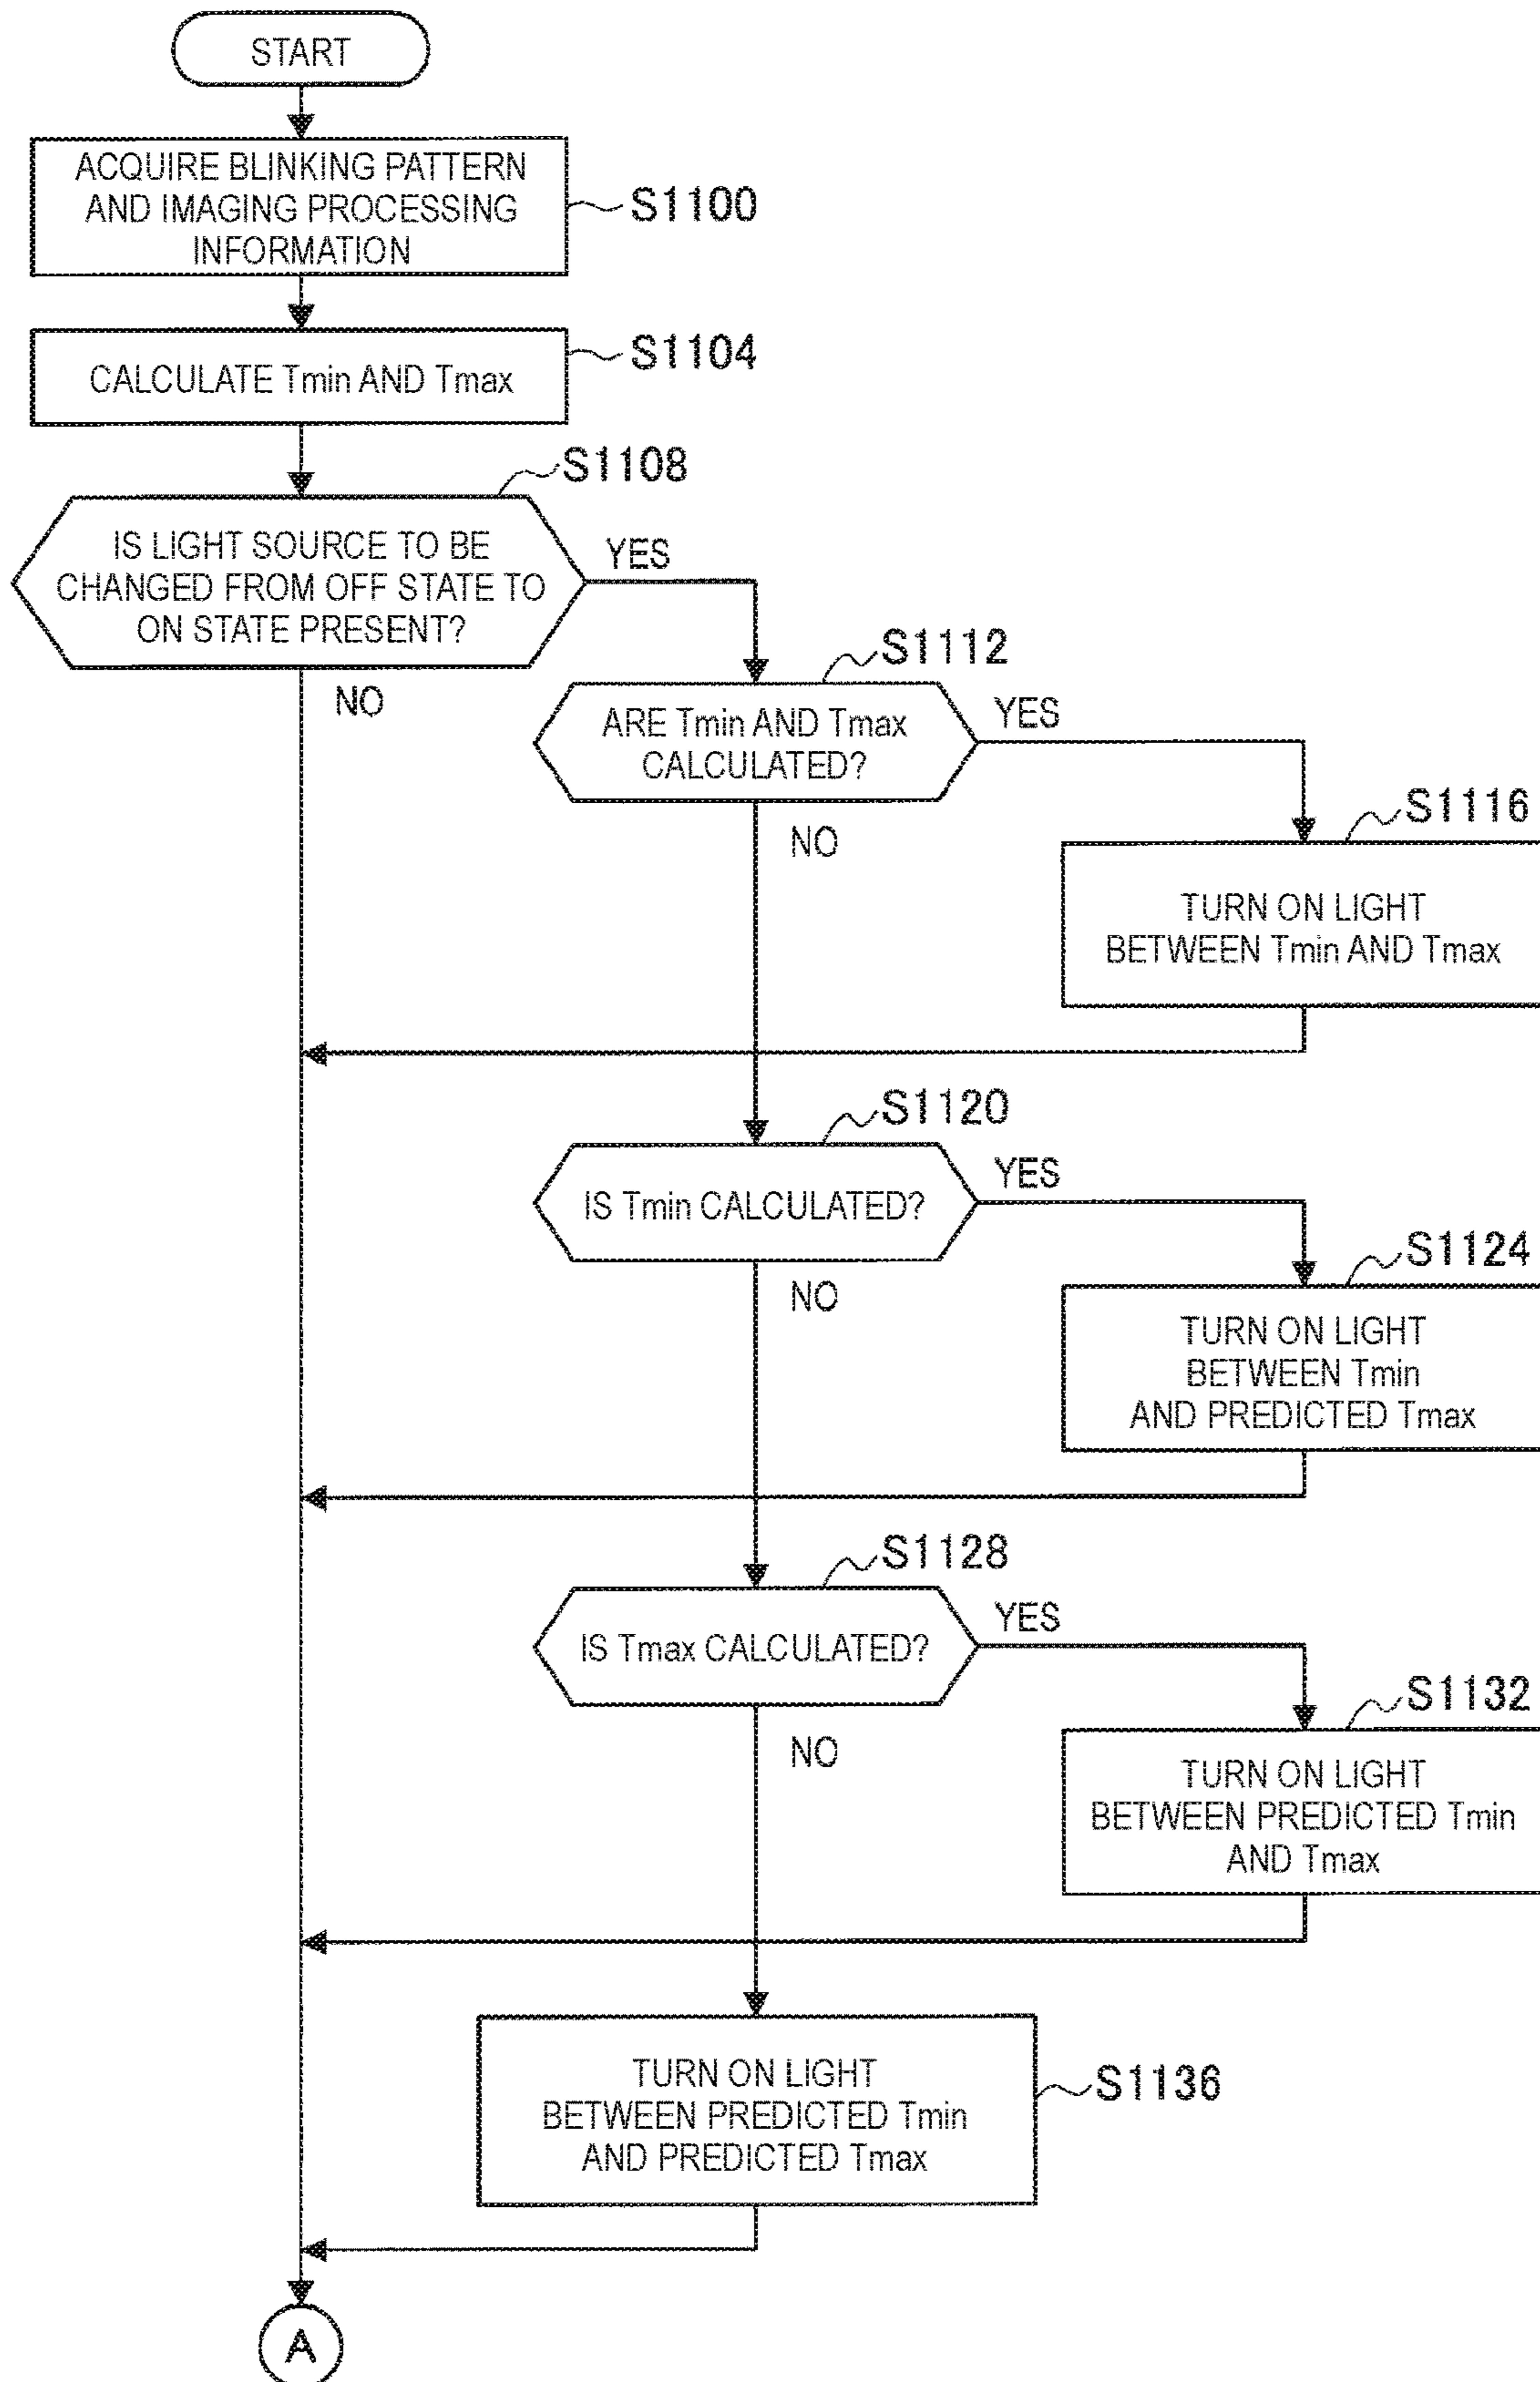 START
ACQUIRE BLINKING PATTERN
AND IMAGING PROCESSING
INFORMATION
S1100
CALCULATE Tmin AND Tmax
S1104
S1108
IS LIGHT SOURCE TO BE
CHANGED FROM OFF STATE TO
ON STATE PRESENT?
YES
NO
S1112
ARE Tmin AND Tmax
CALCULATED?
YES
NO
S1116
TURN ON LIGHT
BETWEEN Tmin AND Tmax
S1120
IS Tmin CALCULATED?
YES
NO
S1124
TURN ON LIGHT
BETWEEN Tmin
AND PREDICTED Tmax
S1128
IS Tmax CALCULATED?
YES
NO
S1132
TURN ON LIGHT
BETWEEN PREDICTED Tmin
AND Tmax
TURN ON LIGHT
BETWEEN PREDICTED Tmin
AND PREDICTED Tmax
S1136
A